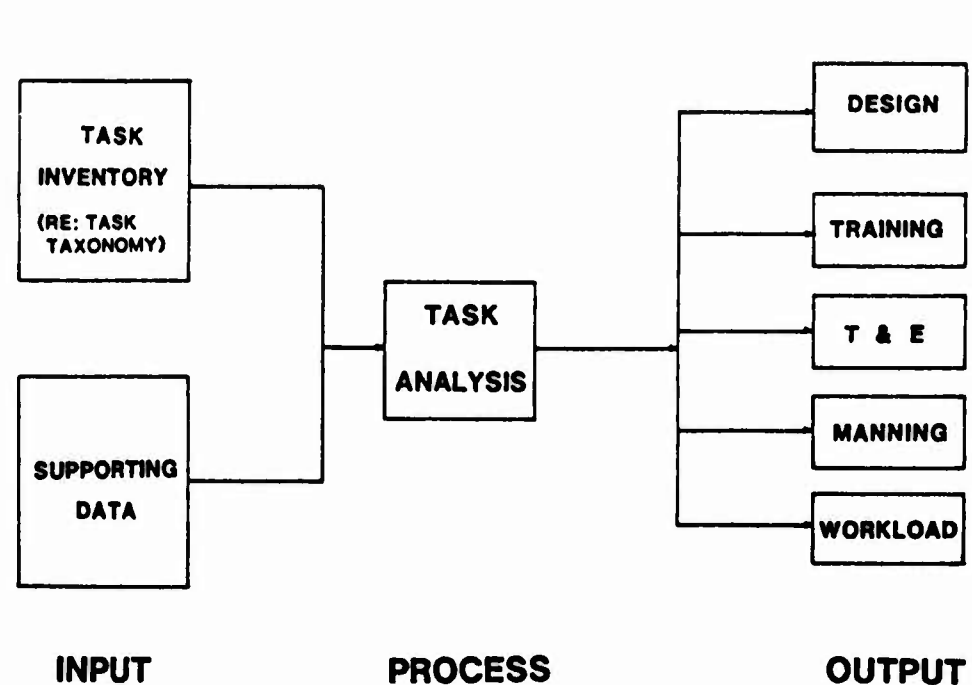 TASK
INVENTORY
(RE: TASK
TAXONOMY)
SUPPORTING
DATA
TASK
ANALYSIS
DESIGN
TRAINING
T & E
MANNING
WORKLOAD
INPUT
PROCESS
OUTPUT